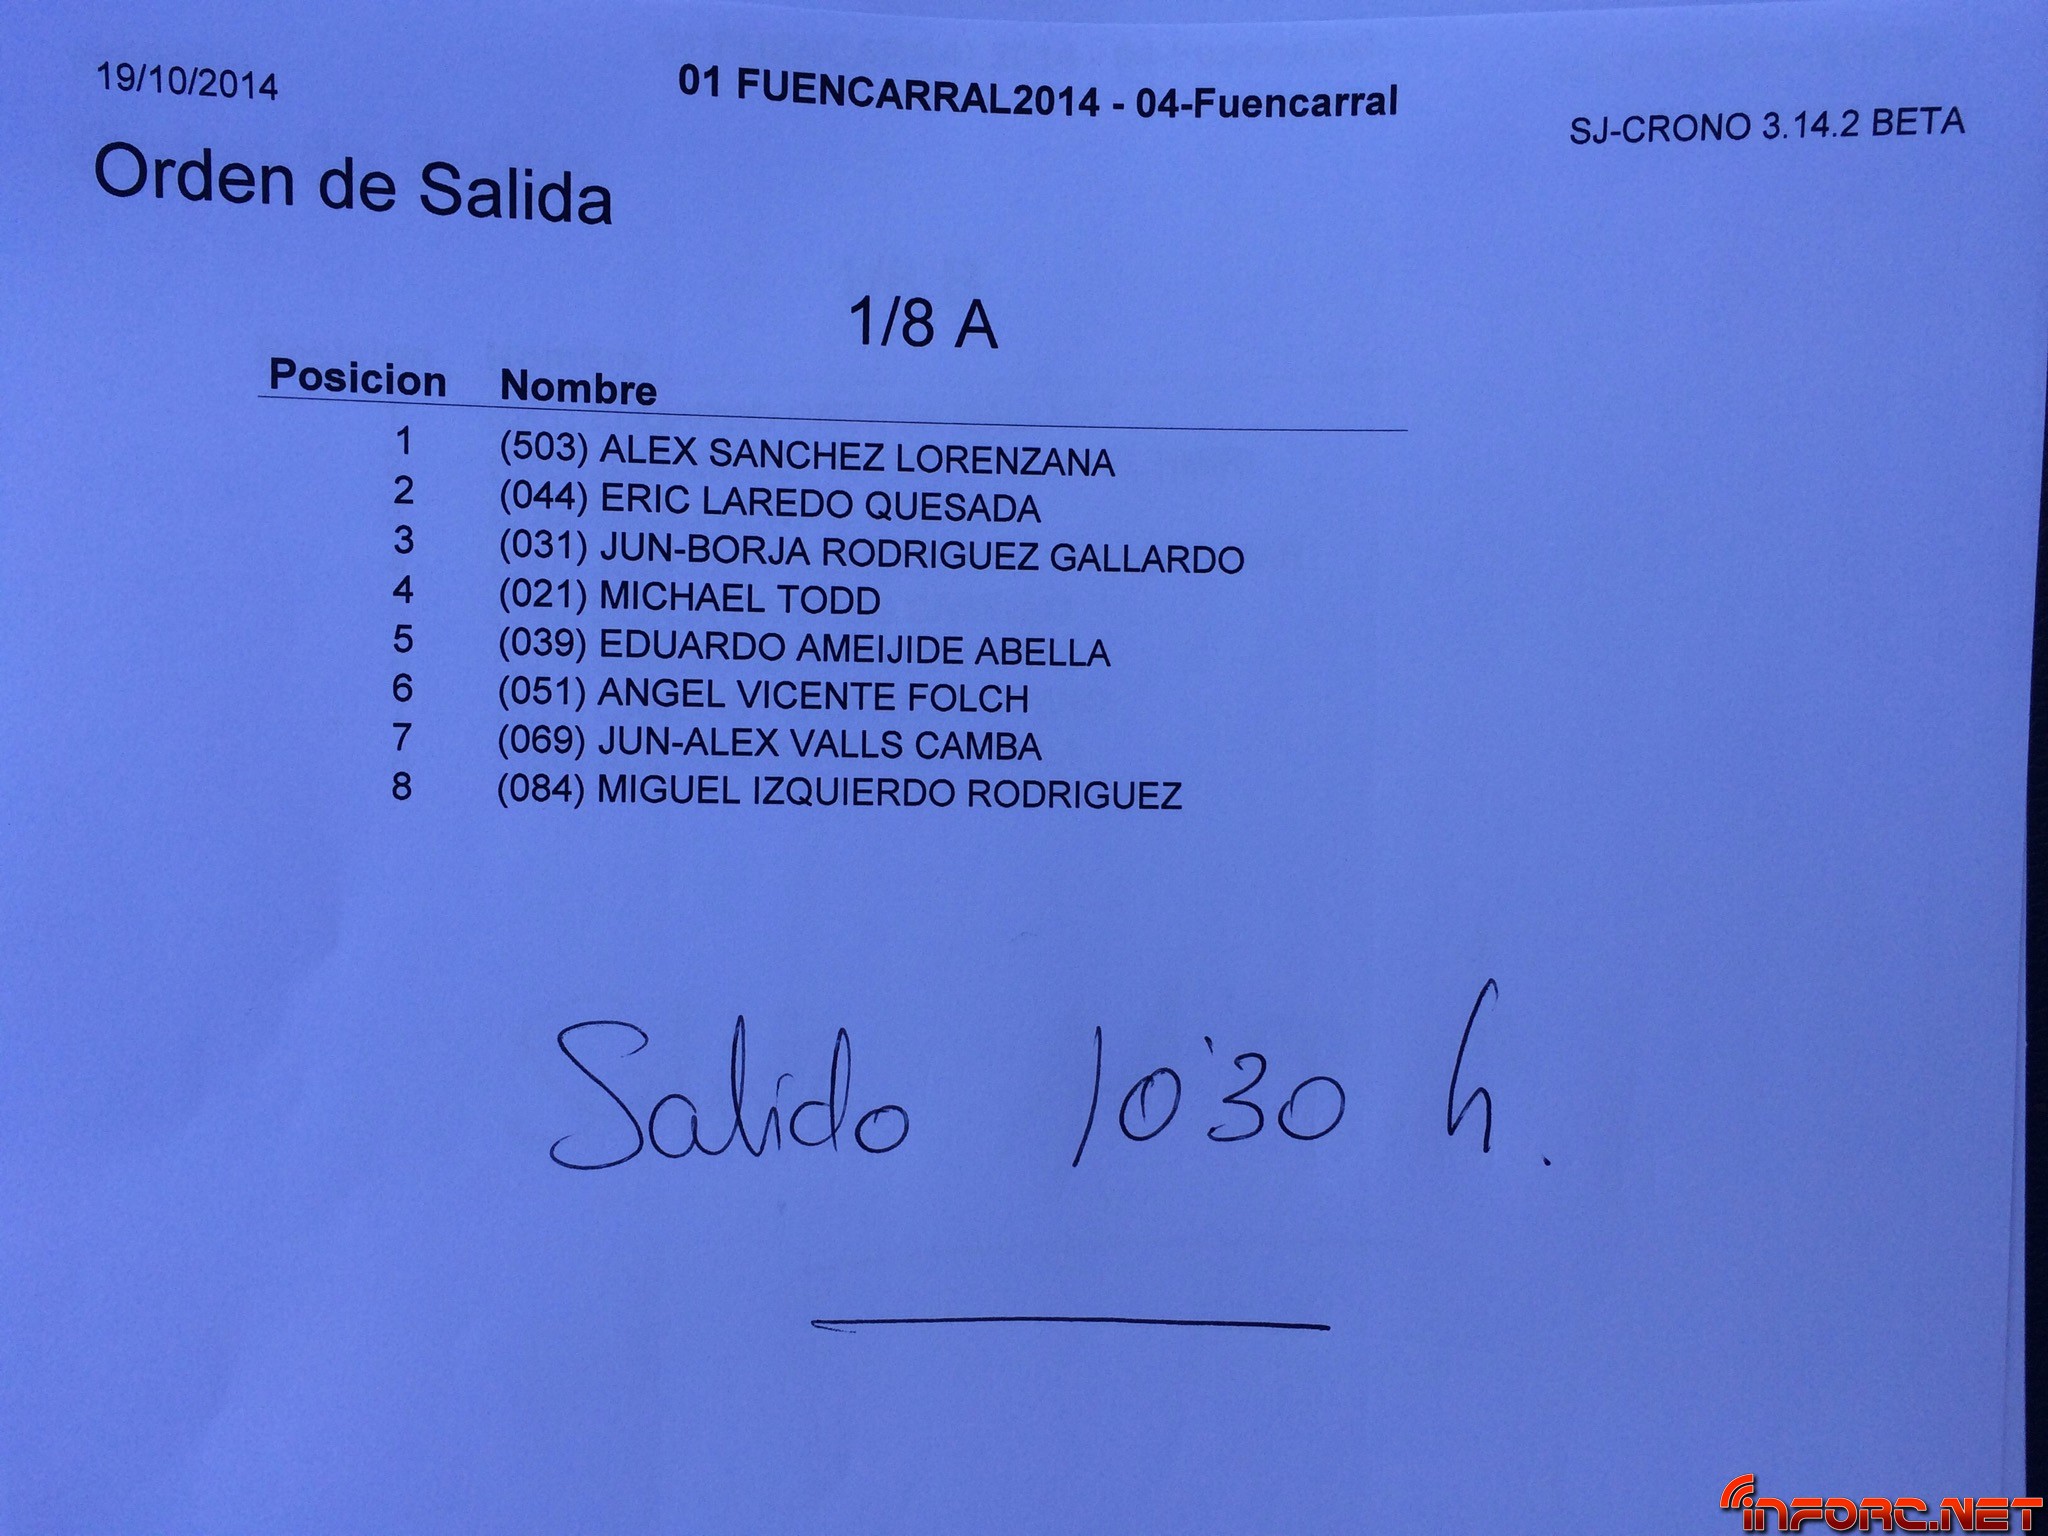 19/10/2014
01 FUENCARRAL2014 - 04-Fuencarral
SJ-CRONO 3.14.2 BETA
Orden de Salida
1/8 A
Posicion Nombre
1 (503) ALEX SANCHEZ LORENZANA
2 (044) ERIC LAREDO QUESADA
3 (031) JUN-BORJA RODRIGUEZ GALLARDO
4 (021) MICHAEL TODD
5 (039) EDUARDO AMEIJIDE ABELLA
6 (051) ANGEL VICENTE FOLCH
7 (069) JUN-ALEX VALLS CAMBA
8 (084) MIGUEL IZQUIERDO RODRIGUEZ
Salido 10'30 h.
INFORC.NET